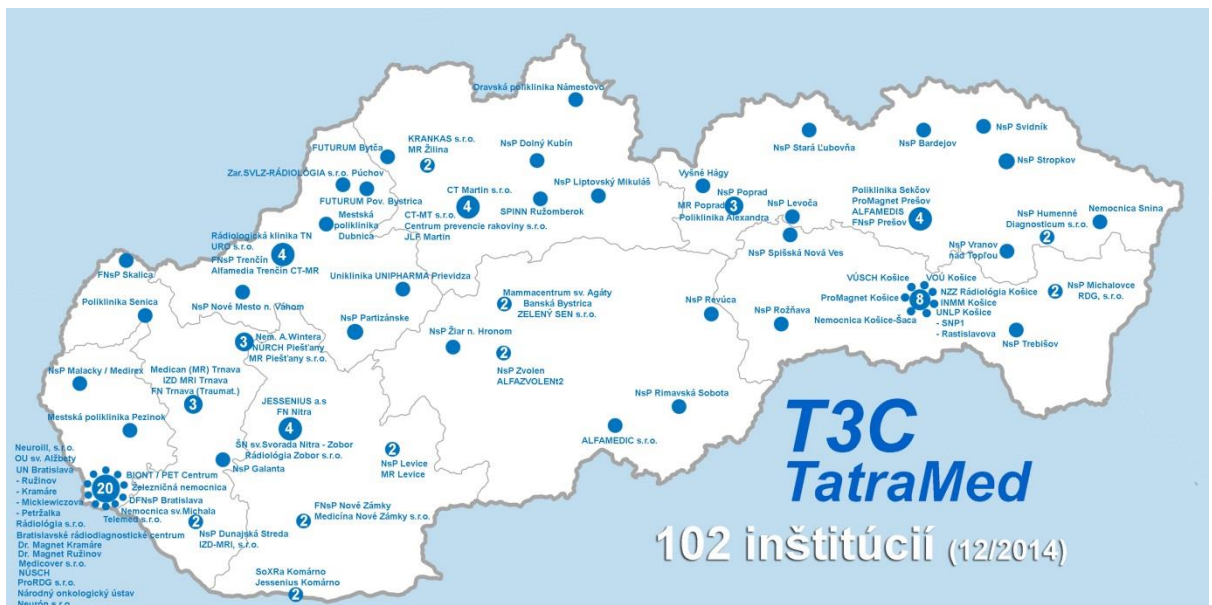 Oravská poliklinika Námestovo
KRANKAS s.r.o.
MR Žilina
2
FUTURUM Bytča
NsP Dolný Kubín
Zar.SVLZ-RÁDIOLÓGIA s.r.o. Púchov
FUTURUM Pov. Bystrica
NsP Liptovský Mikuláš
SPINN Ružomberok
CT Martin s.r.o.
4
CT-MT s.r.o.
Centrum prevencie rakoviny s.r.o.
JLF Martin
Mestská
poliklinika
Dubnica
Rádiologická klinika TN
URO s.r.o.
4
FNsP Trenčín
Alfamedia Trenčín CT-MR
FNsP Skalica
Poliklinika Senica
NsP Nové Mesto n. Váhom
Uniklinika UNIPHARMA Prievidza
NsP Partizánske
NsP Svidník
NsP Stará Ľubovňa
NsP Bardejov
NsP Stropkov
Vyšné Hágy
NsP Poprad
MR Poprad
3
Poliklinika Alexandra
NsP Levoča
NsP Spišská Nová Ves
Poliklinika Sekčov
ProMagnet Prešov
ALFAMEDIS
FNsP Prešov
4
NsP Humenné
Diagnosticum s.r.o.
2
Nemocnica Snina
NsP Vranov
nad Topľou
VÚSCH Košice
VOÚ Košice
ProMagnet Košice
8
NZZ Rádiológia Košice
INMM Košice
UNLP Košice
- SNP1
- Rastislavova
Nemocnica Košice-Šaca
NsP Michalovce
RDG, s.r.o.
2
NsP Trebišov
Mammacentrum sv. Agáty
2
Banská Bystrica
ZELENÝ SEN s.r.o.
NsP Revúca
NsP Rožňava
NsP Žiar n. Hronom
2
NsP Zvolen
ALFAZVOLENt2
NsP Rimavská Sobota
ALFAMEDIC s.r.o.
3
Nem. A.Wintera
NÚRCH Piešťany
MR Piešťany s.r.o.
NsP Malacky / Medirex
Medican (MR) Trnava
IZD MRI Trnava
FN Trnava (Traumat.)
3
Mestská poliklinika Pezinok
JESSENIUS a.s
FN Nitra
4
ŠN sv.Svorada Nitra - Zobor
Rádiológia Zobor s.r.o.
NsP Galanta
2
NsP Levice
MR Levice
Neuroill, s.r.o.
OU sv. Alžbety
UN Bratislava
- Ružinov
- Kramáre
- Mickiewiczova
- Petržalka
Rádiológia s.r.o.
Bratislavské rádiodiagnostické centrum
Dr. Magnet Kramáre
Dr. Magnet Ružinov
Medicover s.r.o.
NÚSCH
ProRDG s.r.o.
Národný onkologický ústav
Neurón s.r.o.
20
BIONT / PET Centrum
Železničná nemocnica
DFNsP Bratislava
Nemocnica sv.Michala
Telemed s.r.o.
2
NsP Dunajská Streda
IZD-MRI, s.r.o.
FNsP Nové Zámky
Medicína Nové Zámky s.r.o.
2
SoXRa Komárno
Jessenius Komárno
2
T3C
TatraMed
102 inštitúcií (12/2014)